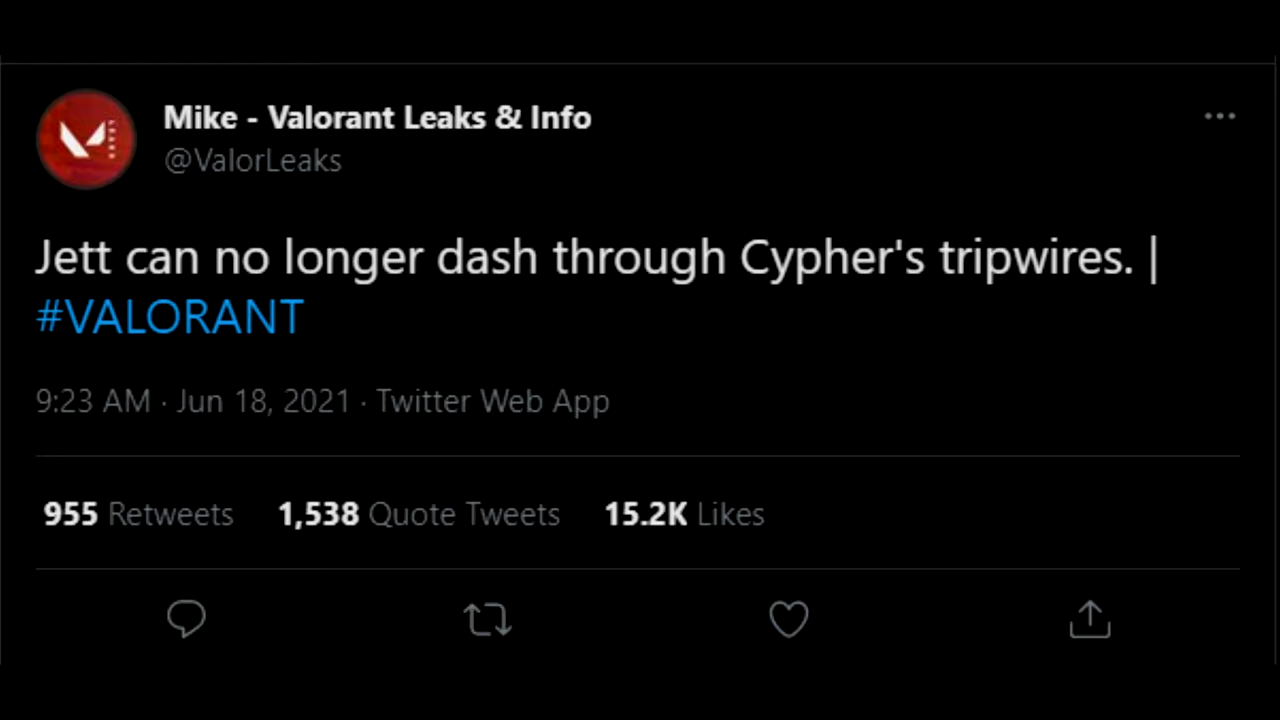 Mike - Valorant Leaks & Info
@ValorLeaks
Jett can no longer dash through Cypher's tripwires. |
#VALORANT
9:23 AM · Jun 18, 2021 · Twitter Web App
955 Retweets 1,538 Quote Tweets 15.2K Likes